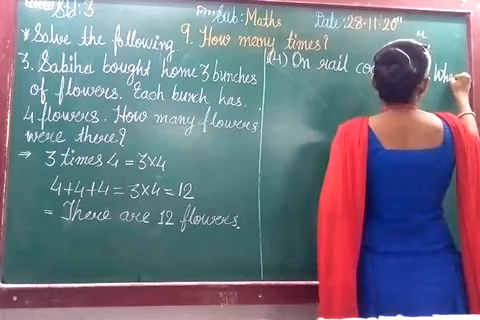 Std: 3 Sub: Maths Date: 28-11-20
9. How many times?
* Solve the following.
3. Sabiha bought home 3 bunches
of flowers. Each bunch has
4 flowers. How many flowers
were there?
⇒ 3 times 4 = 3×4
4+4+4 = 3×4 = 12
= There are 12 flowers.
(4) On rail